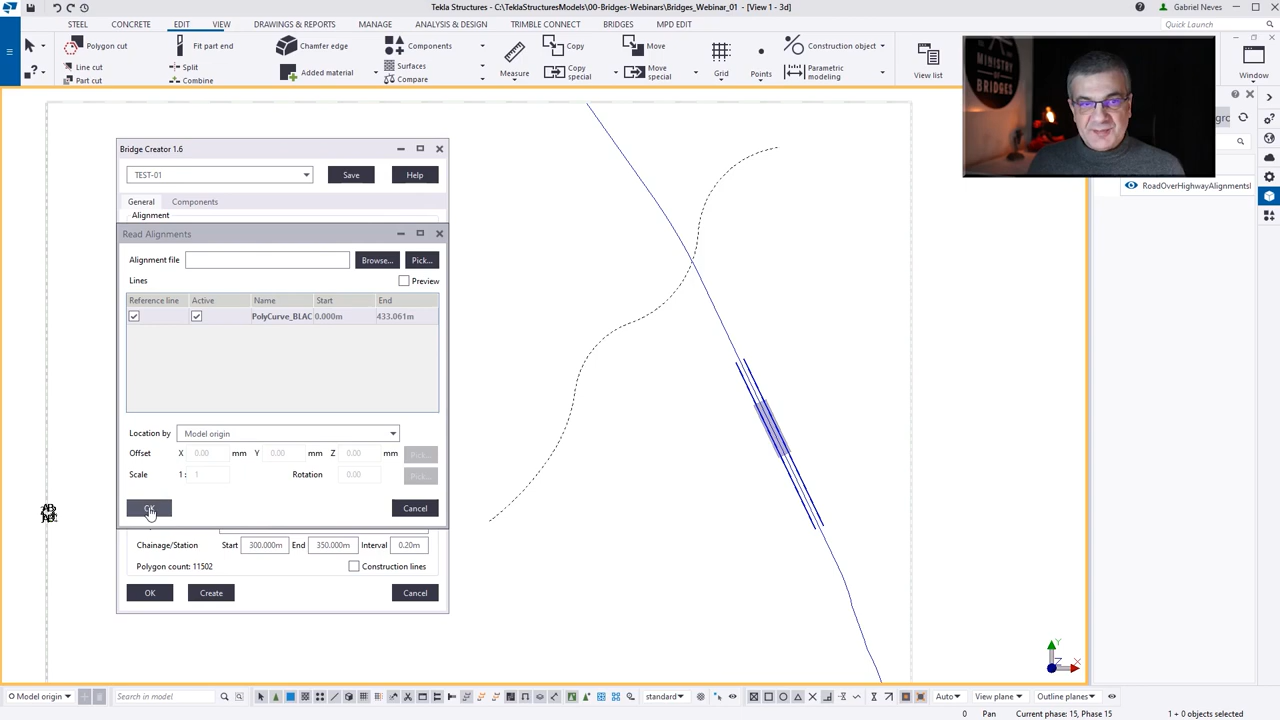 Tekla Structures - C:\TeklaStructuresModels\00-Bridges-Webinars\Bridges_Webinar_01 - [View 1 - 3d]
Gabriel Neves
STEEL CONCRETE EDIT VIEW DRAWINGS & REPORTS MANAGE ANALYSIS & DESIGN TRIMBLE CONNECT BRIDGES MPD EDIT
Quick Launch
Polygon cut Fit part end Chamfer edge Components Copy Move Construction object
Line cut Split Surfaces
Part cut Combine Added material Compare Measure Copy special Move special Grid Points Parametric modeling View list Window
MINISTRY OF BRIDGES
RoadOverHighwayAlignmentsI
Bridge Creator 1.6
TEST-01 Save Help
General Components
Alignment
Read Alignments
Alignment file Browse... Pick...
Lines Preview
Reference line Active Name Start End
PolyCurve_BLAC 0.000m 433.061m
Location by Model origin
Offset X 0.00 mm Y 0.00 mm Z 0.00 mm Pick...
Scale 1: 1 Rotation 0.00 Pick...
OK Cancel
Chainage/Station Start 300.000m End 350.000m Interval 0.20m
Polygon count: 11502 Construction lines
OK Create Cancel
Y
Z X
Model origin Search in model standard Auto View plane Outline planes
0 Pan Current phase: 15, Phase 15 1 + 0 objects selected